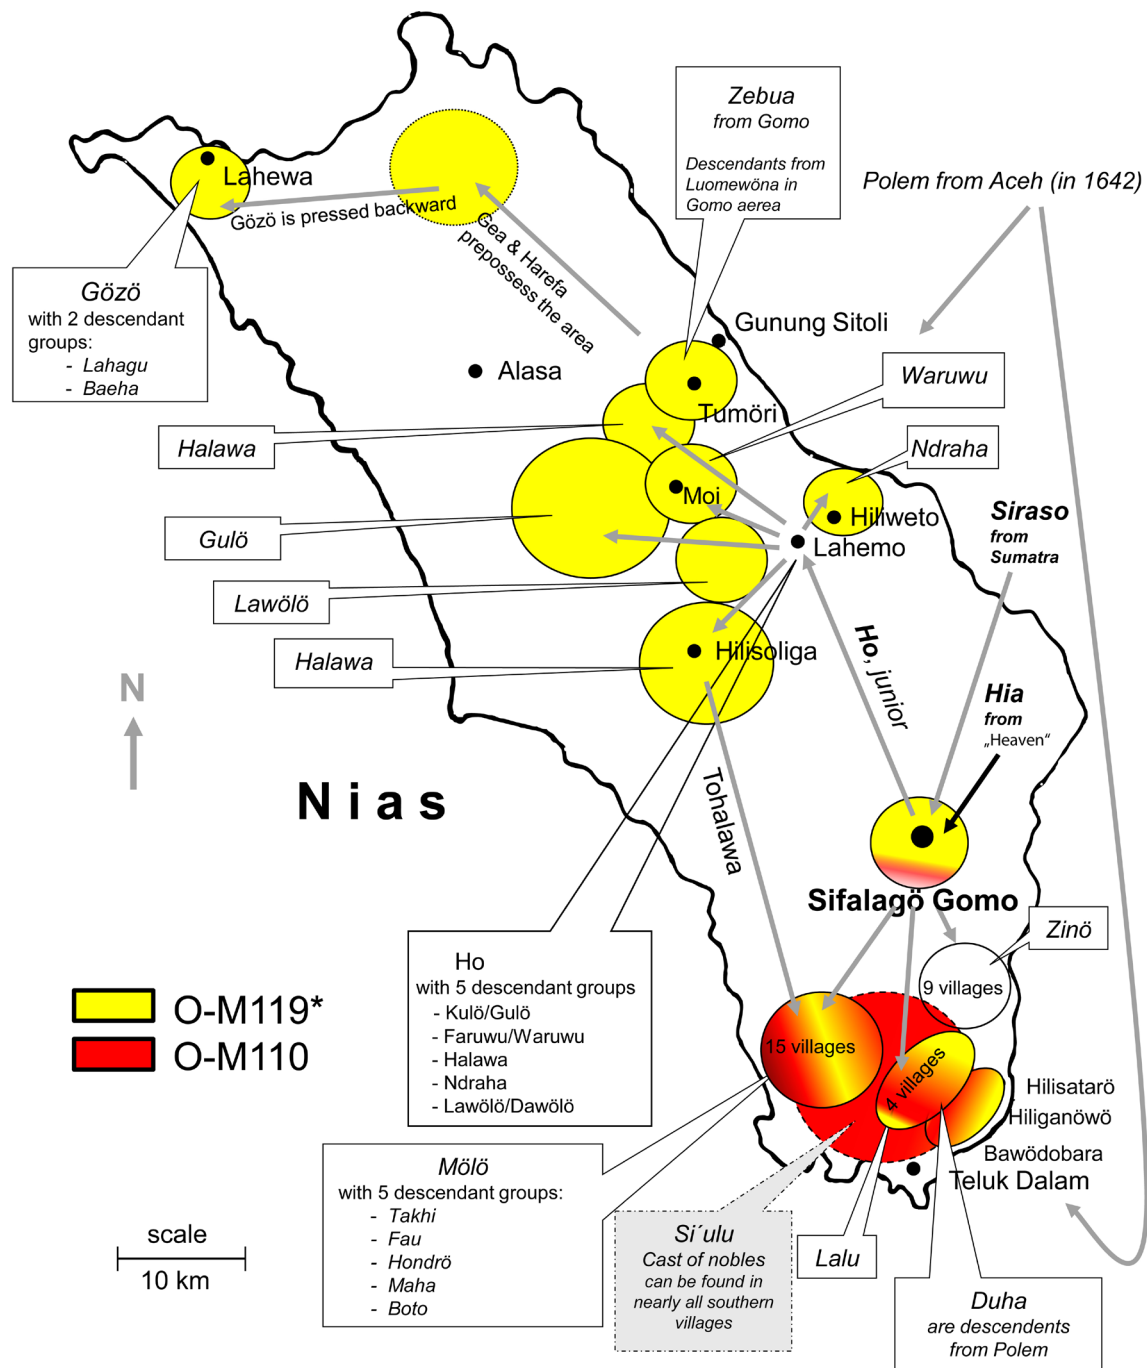 Zebua
from Gomo
Descendants from
Luomewöna in
Gomo aerea
Polem from Aceh (in 1642)
Lahewa
Gözö is pressed backward
Gea & Harefa
prepossess the area
Gözö
with 2 descendant
groups:
- Lahagu
- Baeha
Gunung Sitoli
Alasa
Tumöri
Waruwu
Halawa
Ndraha
Moi
Hiliweto
Siraso
from
Sumatra
Gulö
Lahemo
Lawölö
Halawa
Hilisoliga
Ho, junior
Hia
from
„Heaven“
N
Nias
Tohalawa
Sifalagö Gomo
Zinö
9 villages
Ho
with 5 descendant groups
- Kulö/Gulö
- Faruwu/Waruwu
- Halawa
- Ndraha
- Lawölö/Dawölö
O-M119*
O-M110
15 villages
4 villages
Hilisatarö
Hiliganöwö
Bawödobara
Teluk Dalam
Mölö
with 5 descendant groups:
- Takhi
- Fau
- Hondrö
- Maha
- Boto
Si´ulu
Cast of nobles
can be found in
nearly all southern
villages
Lalu
Duha
are descendents
from Polem
scale
10 km